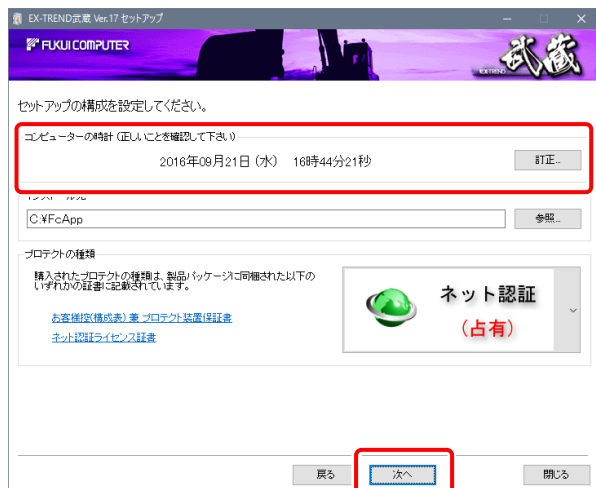 EX-TREND武蔵 Ver.17 セットアップ
FUKUI COMPUTER
EX-TREND 武蔵
セットアップの構成を設定してください。
コンピューターの時計 (正しいことを確認して下さい)
2016年09月21日 (水) 16時44分21秒
訂正...
インストール先
C:¥FcApp
参照...
プロテクトの種類
購入されたプロテクトの種類は、製品パッケージに同梱された以下の
いずれかの証書に記載されています。
お客様控(構成表) 兼 プロテクト装置保証書
ネット認証ライセンス証書
ネット認証
(占有)
戻る
次へ
閉じる